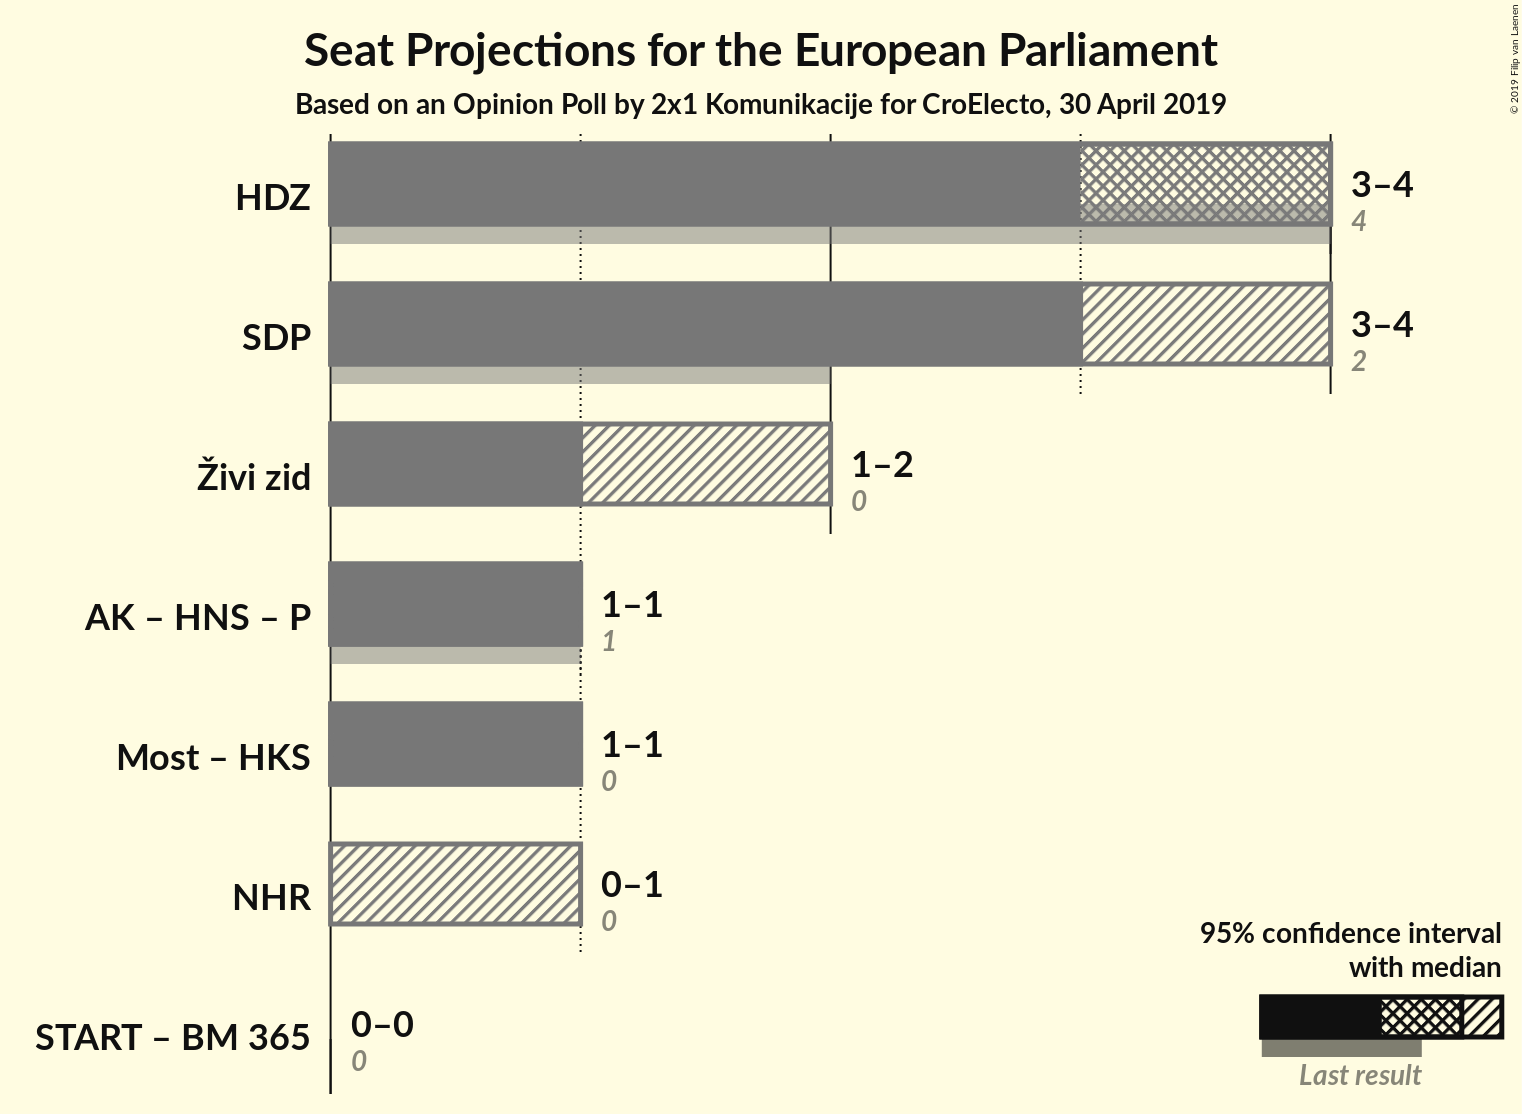 Seat Projections for the European Parliament
Based on an Opinion Poll by 2x1 Komunikacije for CroElecto, 30 April 2019
© 2019 Filip van Laenen
HDZ
3–4
4
SDP
3–4
2
Živi zid
1–2
0
AK – HNS – P
1–1
1
Most – HKS
1–1
0
NHR
0–1
0
START – BM 365
0–0
0
95% confidence interval
with median
Last result